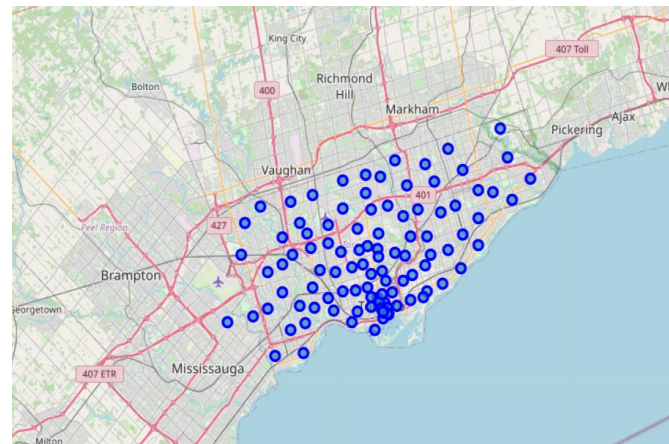 King City
407 Toll
Richmond
Hill
Bolton
400
Markham
Ajax
Pickering
Vaughan
401
427
Peel Region
Brampton
Georgetown
Mississauga
407 ETR
Milton